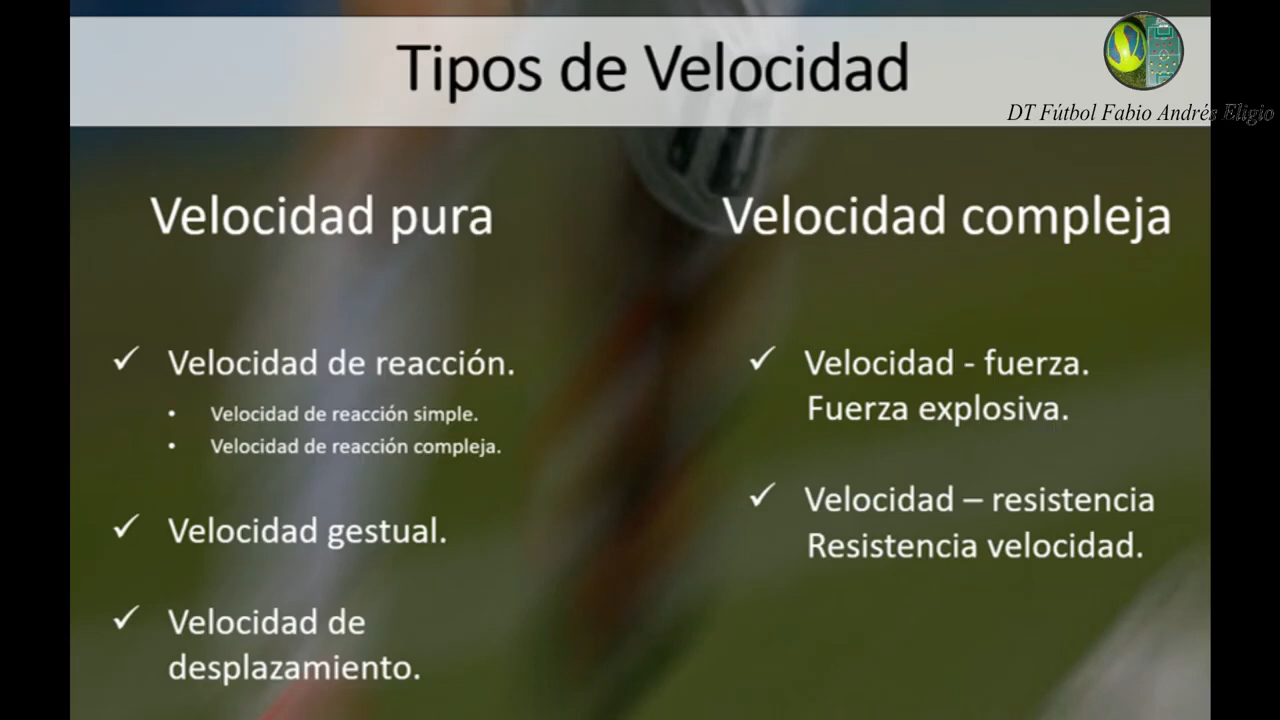 Tipos de Velocidad
DT Fútbol Fabio Andrés Eligio
Velocidad pura
✓ Velocidad de reacción.
• Velocidad de reacción simple.
• Velocidad de reacción compleja.
✓ Velocidad gestual.
✓ Velocidad de
desplazamiento.
Velocidad compleja
✓ Velocidad - fuerza.
Fuerza explosiva.
✓ Velocidad – resistencia
Resistencia velocidad.